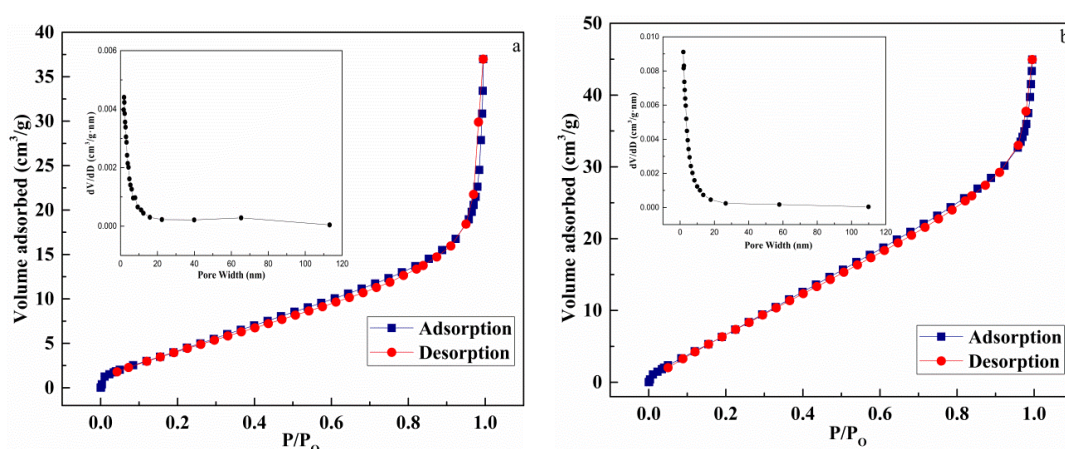 a
40
35
30
25
20
15
10
5
0
Volume adsorbed (cm³/g)
0.0 0.2 0.4 0.6 0.8 1.0
P/P₀
Adsorption
Desorption
0.006
0.004
0.002
0.000
dV/dD (cm³/g·nm)
0 20 40 60 80 100 120
Pore Width (nm)
b
50
40
30
20
10
0
Volume adsorbed (cm³/g)
0.0 0.2 0.4 0.6 0.8 1.0
P/P₀
Adsorption
Desorption
0.010
0.008
0.006
0.004
0.002
0.000
dV/dD (cm³/g·nm)
0 20 40 60 80 100 120
Pore Width (nm)